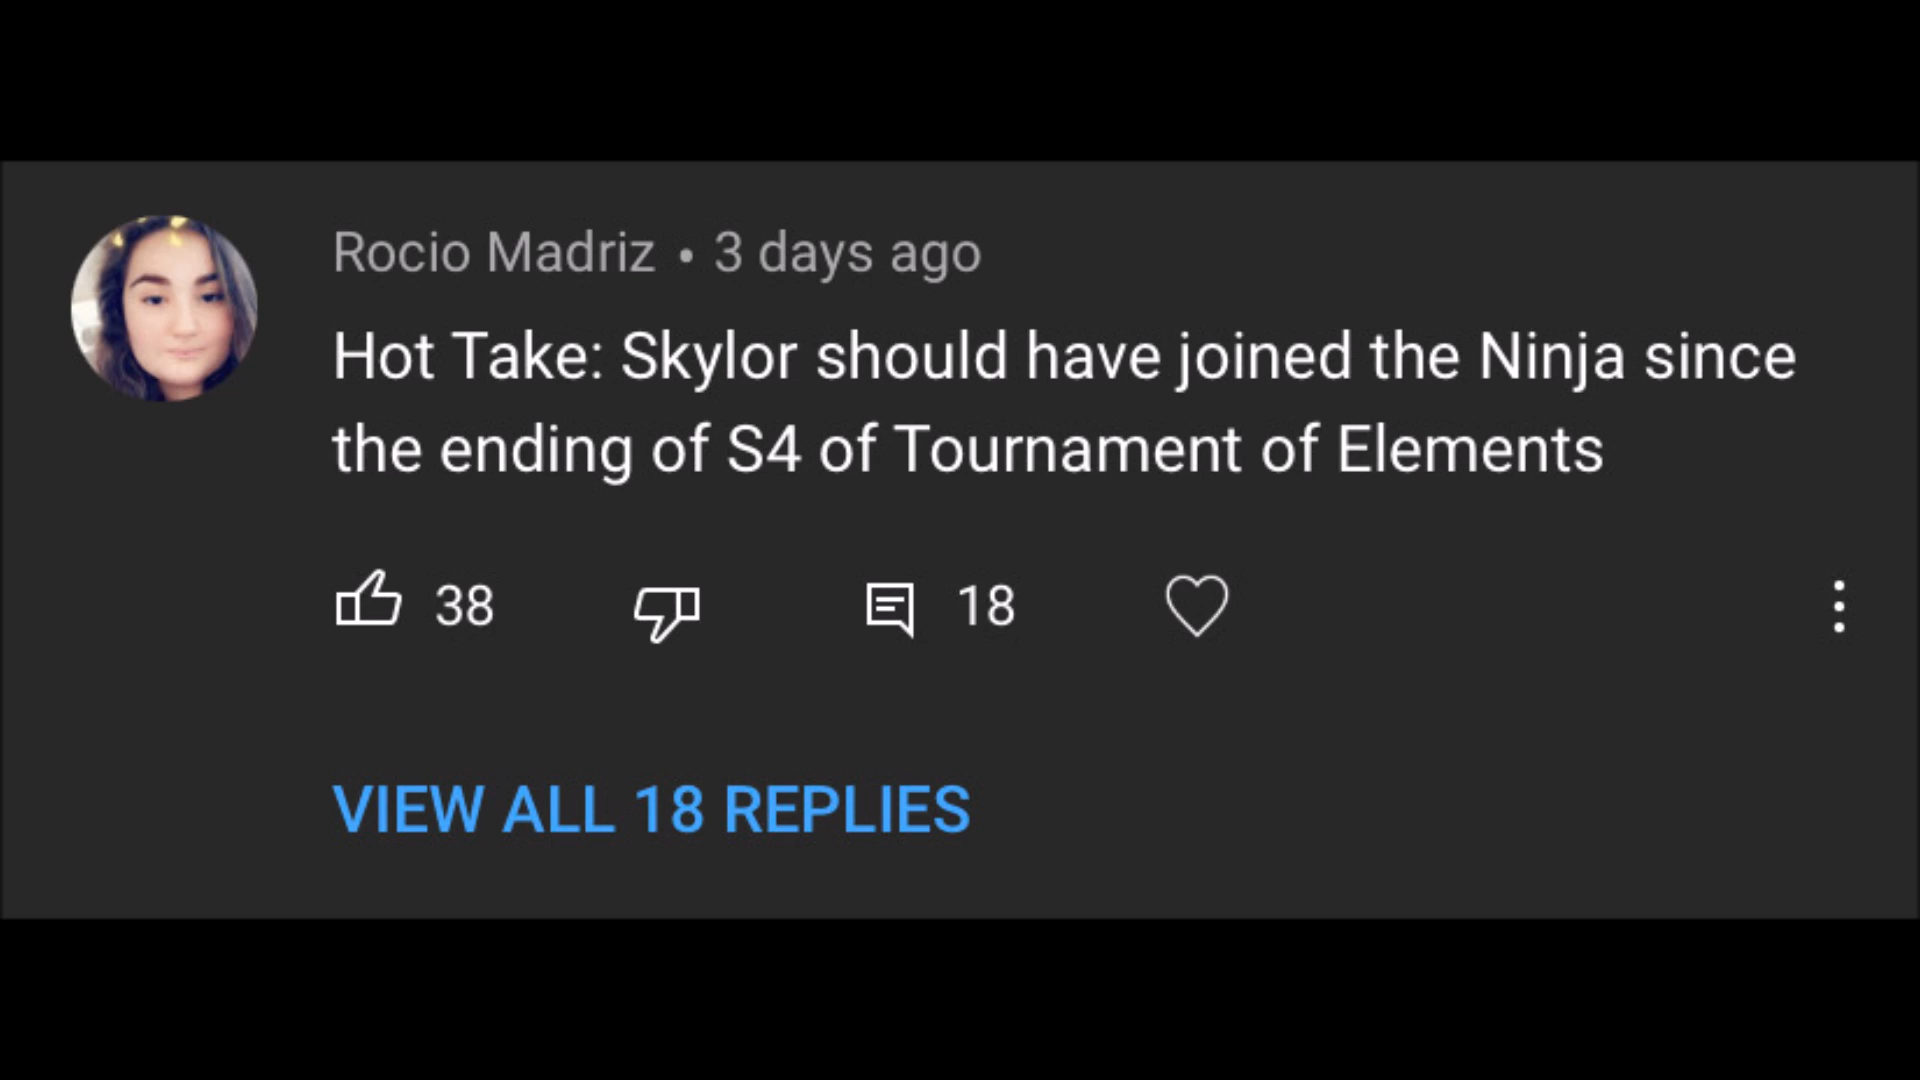 Rocio Madriz • 3 days ago
Hot Take: Skylor should have joined the Ninja since
the ending of S4 of Tournament of Elements
38 18
VIEW ALL 18 REPLIES